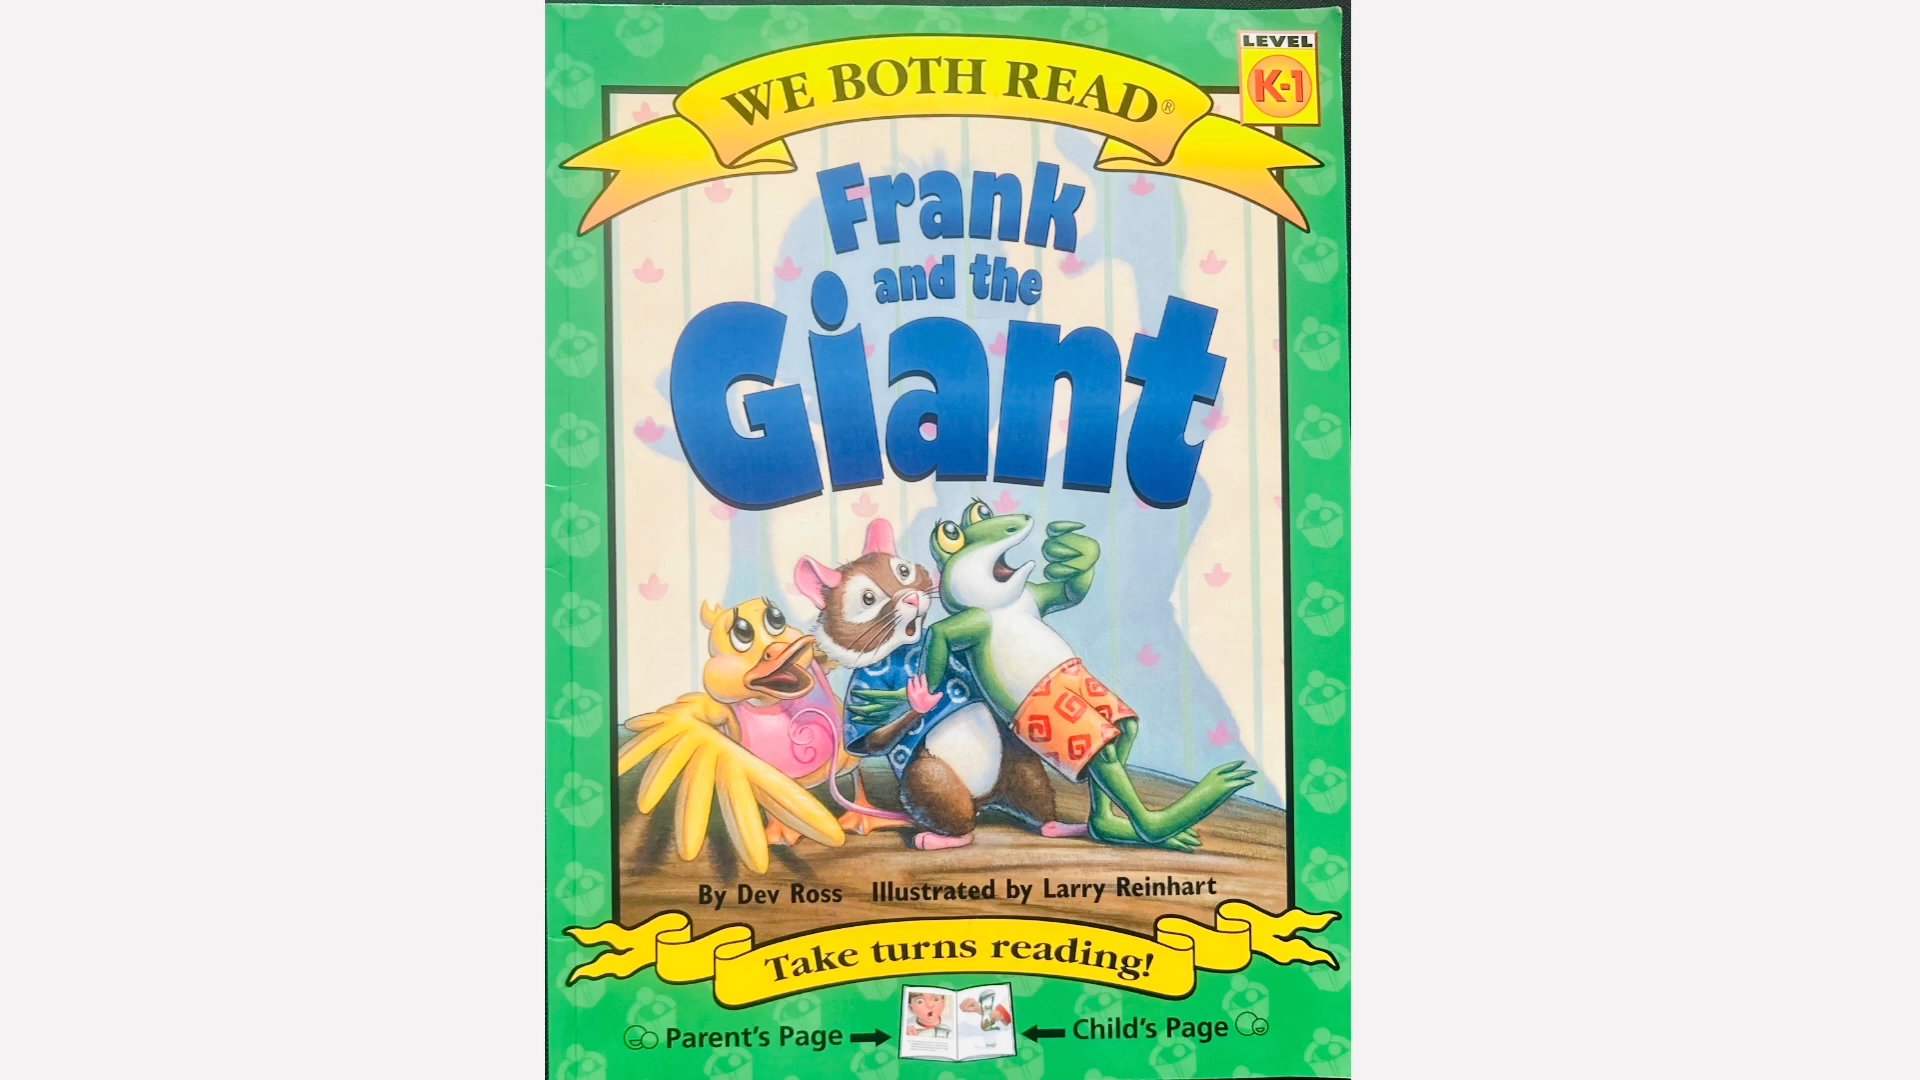 LEVEL
K-1
WE BOTH READ®
Frank
and the
Giant
By Dev Ross Illustrated by Larry Reinhart
Take turns reading!
Parent's Page
Child's Page